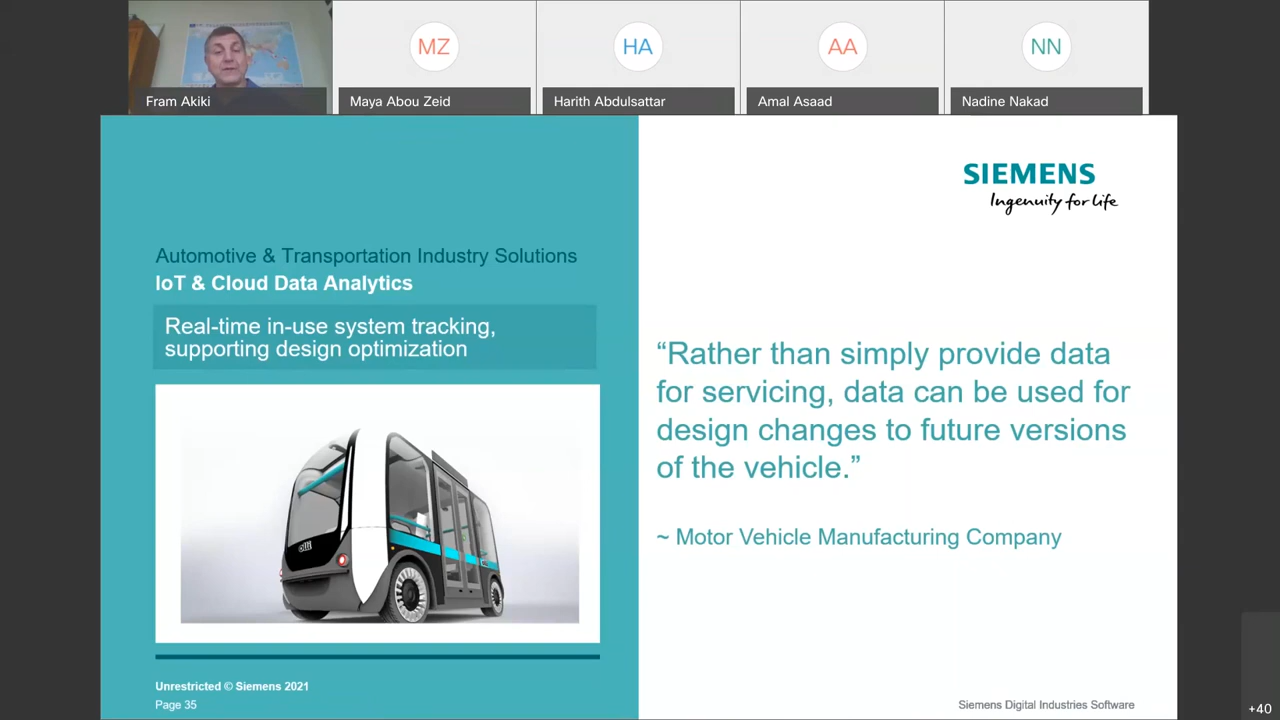 MZ
HA
AA
NN
Fram Akiki
Maya Abou Zeid
Harith Abdulsattar
Amal Asaad
Nadine Nakad
SIEMENS
Ingenuity for life
Automotive & Transportation Industry Solutions
IoT & Cloud Data Analytics
Real-time in-use system tracking,
supporting design optimization
olli
“Rather than simply provide data
for servicing, data can be used for
design changes to future versions
of the vehicle.”
~ Motor Vehicle Manufacturing Company
Unrestricted © Siemens 2021
Page 35
Siemens Digital Industries Software
+40